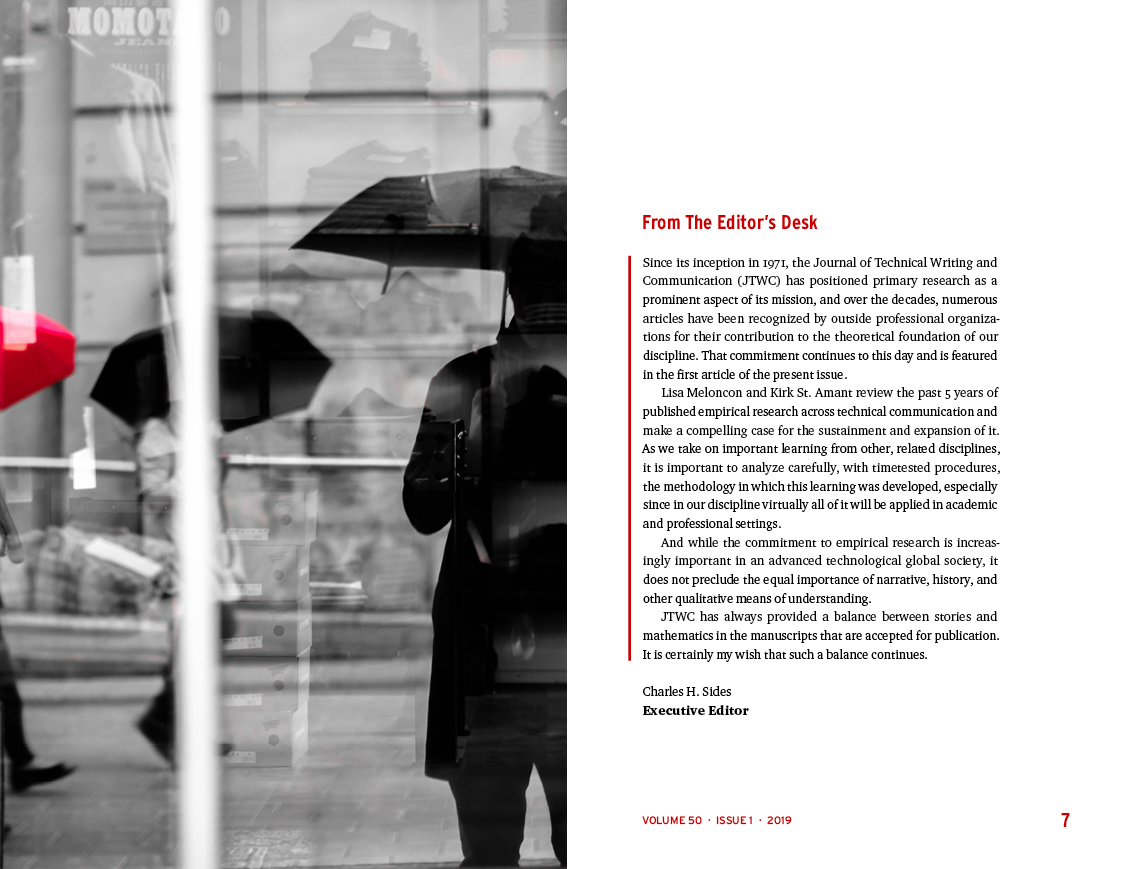 MOMOT
JEAN
From The Editor's Desk
Since its inception in 1971, the Journal of Technical Writing and
Communication (JTWC) has positioned primary research as a
prominent aspect of its mission, and over the decades, numerous
articles have been recognized by outside professional organiza-
tions for their contribution to the theoretical foundation of our
discipline. That commitment continues to this day and is featured
in the first article of the present issue.
Lisa Meloncon and Kirk St. Amant review the past 5 years of
published empirical research across technical communication and
make a compelling case for the sustainment and expansion of it.
As we take on important learning from other, related disciplines,
it is important to analyze carefully, with timetested procedures,
the methodology in which this learning was developed, especially
since in our discipline virtually all of it will be applied in academic
and professional settings.
And while the commitment to empirical research is increas-
ingly important in an advanced technological global society, it
does not preclude the equal importance of narrative, history, and
other qualitative means of understanding.
JTWC has always provided a balance between stories and
mathematics in the manuscripts that are accepted for publication.
It is certainly my wish that such a balance continues.
Charles H. Sides
Executive Editor
VOLUME 50 · ISSUE 1 · 2019
7